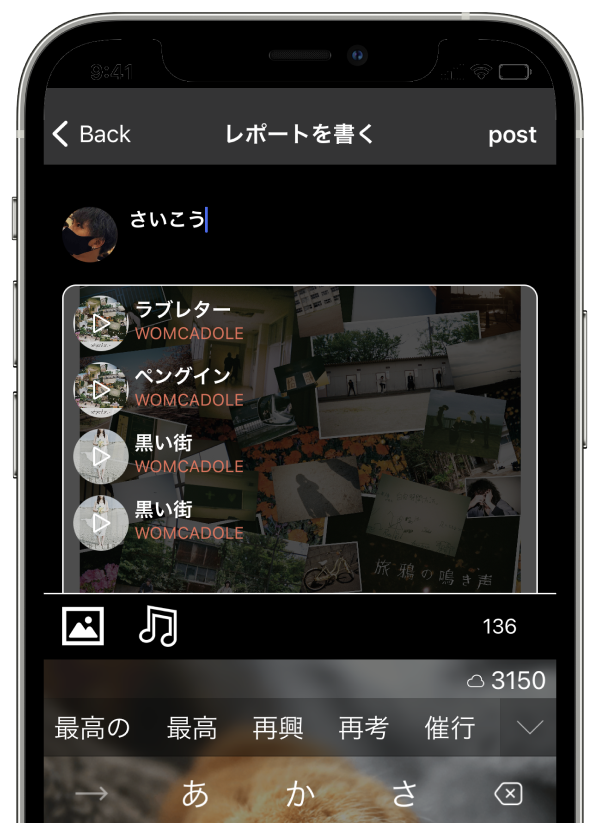 9:41
Back レポートを書く post
さいこう
ラブレター
WOMCADOLE
ペングイン
WOMCADOLE
黒い街
WOMCADOLE
黒い街
WOMCADOLE
旅鴉の鳴き声
136
3150
最高の 最高 再興 再考 催行
→ あ か さ